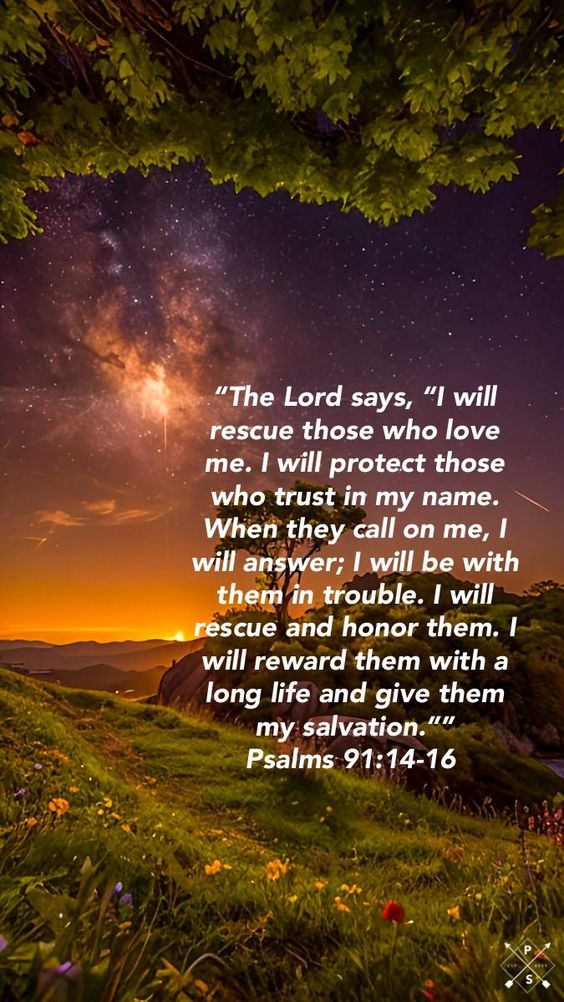 “The Lord says, “I will
rescue those who love
me. I will protect those
who trust in my name.
When they call on me, I
will answer; I will be with
them in trouble. I will
rescue and honor them. I
will reward them with a
long life and give them
my salvation.””
Psalms 91:14-16
P
S